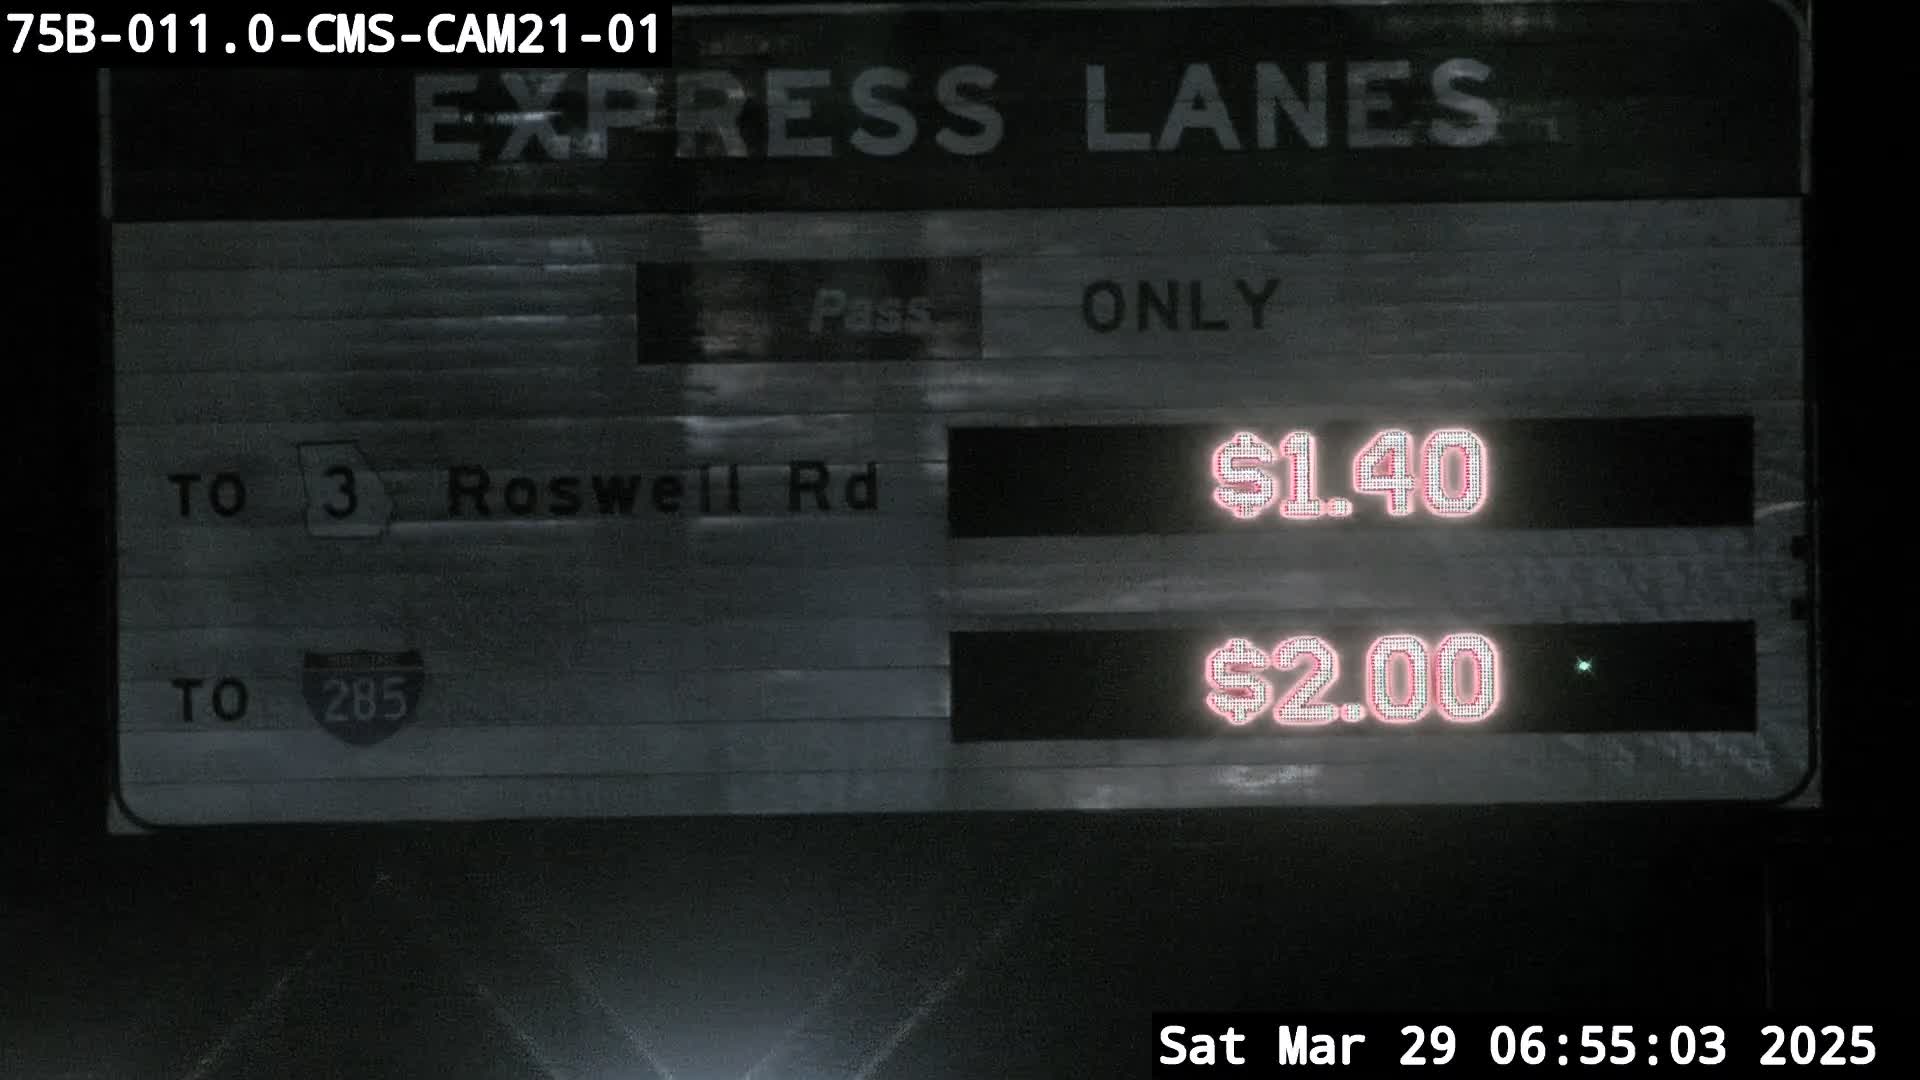 75B-011.0-CMS-CAM21-01
EXPRESS LANES
Pass ONLY
TO 3 Roswell Rd $1.40
TO 285 $2.00
Sat Mar 29 06:55:03 2025